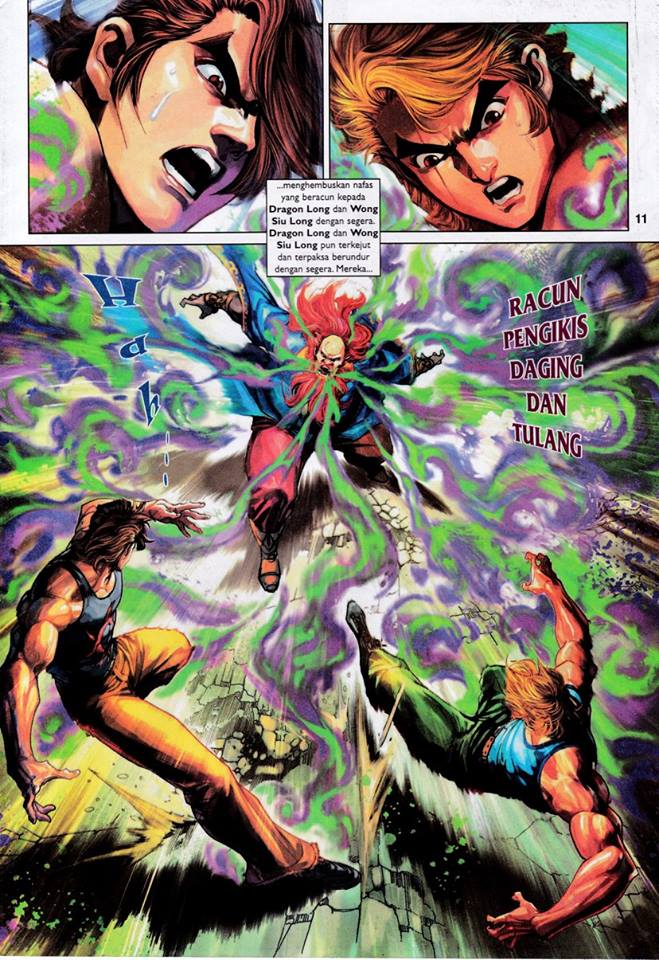 ...menghembuskan nafas
yang beracun kepada
Dragon Long dan Wong
Siu Long dengan segera.
Dragon Long dan Wong
Siu Long pun terkejut
dan terpaksa berundur
dengan segera. Mereka...
11
Hah...
RACUN
PENGIKIS
DAGING
DAN
TULANG